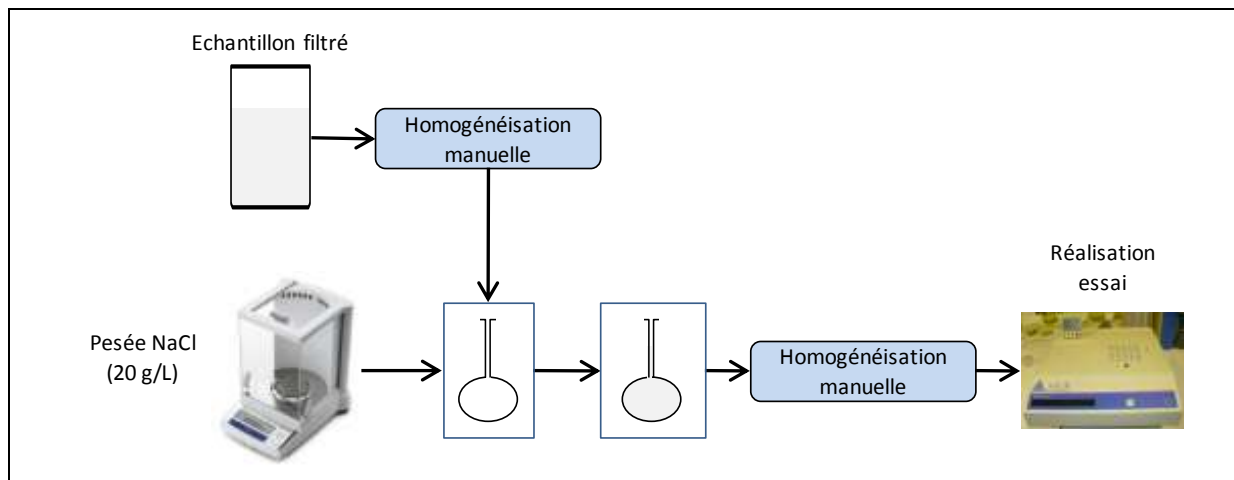 Echantillon filtré
Homogénéisation
manuelle
Réalisation
essai
Pesée NaCl
(20 g/L)
Homogénéisation
manuelle